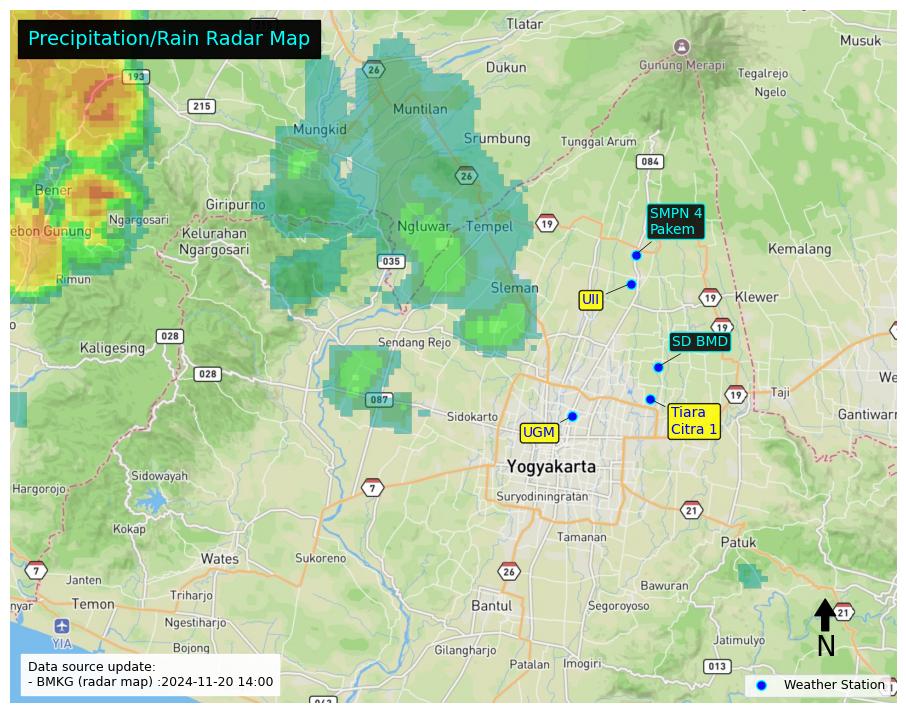 Precipitation/Rain Radar Map
Tlatar
Musuk
26
193
Dukun
Gunung Merapi
Tegalrejo
215
Ngelo
Muntilan
Mungkid
Srumbung
Tunggal Arum
084
26
Bener
Ngargosari
Giripurno
SMPN 4
Pakem
ebon Gunung
Kelurahan
Ngargosari
Ngluwar
Tempel
19
Kemalang
035
Rimun
Sleman
UII
19
Klewer
19
028
Kaligesing
Sendang Rejo
SD BMD
028
087
19
Taji
We
Sidokarto
Tiara
Citra 1
Gantiwarn
UGM
Yogyakarta
Sidowayah
Hargorojo
7
Suryodiningratan
21
Kokap
Tamanan
Patuk
Wates
Sukoreno
7
Janten
26
Bawuran
Triharjo
nyar
Temon
Bantul
Segoroyoso
21
Ngestiharjo
YIA
Bojong
Gilangharjo
Jatimulyo
N
Patalan
Imogiri
013
Data source update:
- BMKG (radar map) :2024-11-20 14:00
Weather Station